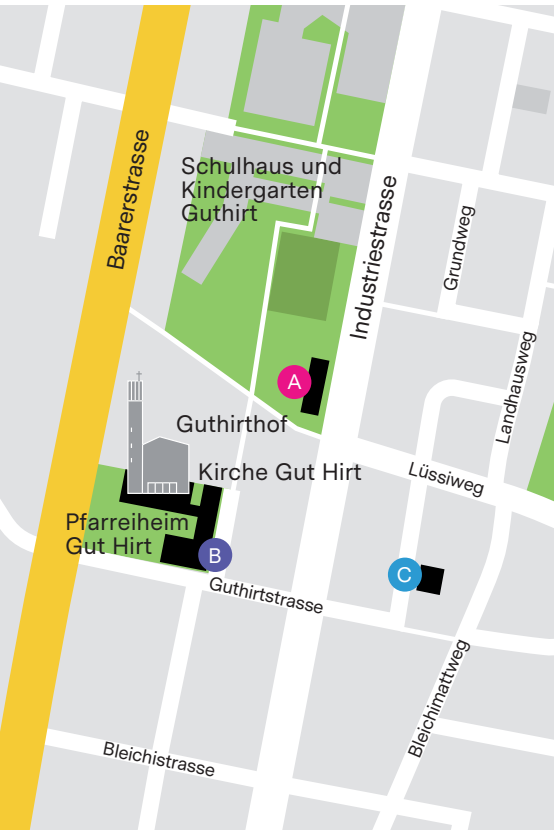 Baarerstrasse
Schulhaus und
Kindergarten
Guthirt
Industriestrasse
Grundweg
Landhausweg
A
Guthirthof
Kirche Gut Hirt
Lüssiweg
Pfarreiheim
Gut Hirt
B
C
Guthirtstrasse
Bleichimattweg
Bleichistrasse